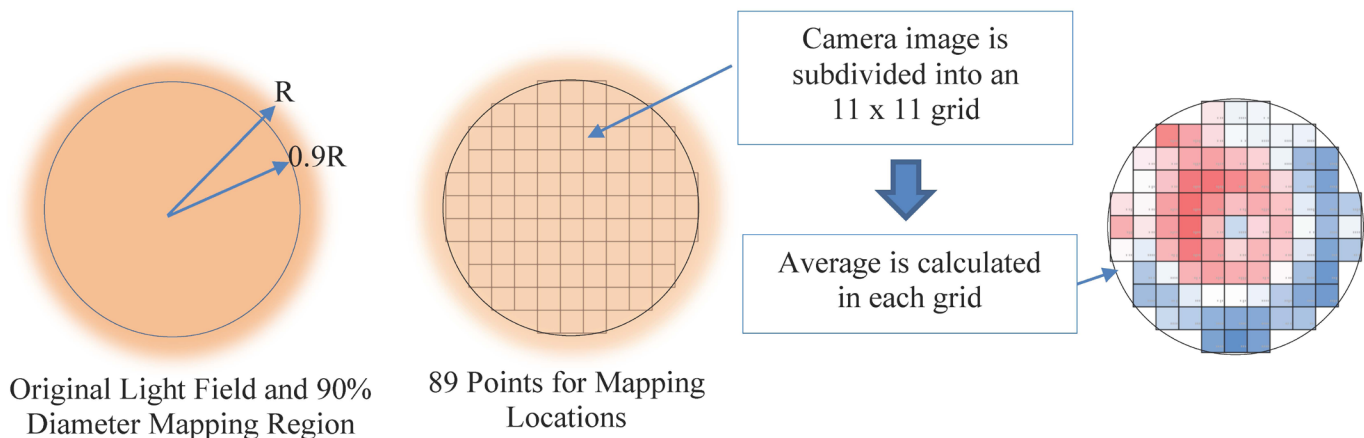 R
0.9R
Original Light Field and 90%
Diameter Mapping Region
89 Points for Mapping
Locations
Camera image is
subdivided into an
11 x 11 grid
Average is calculated
in each grid